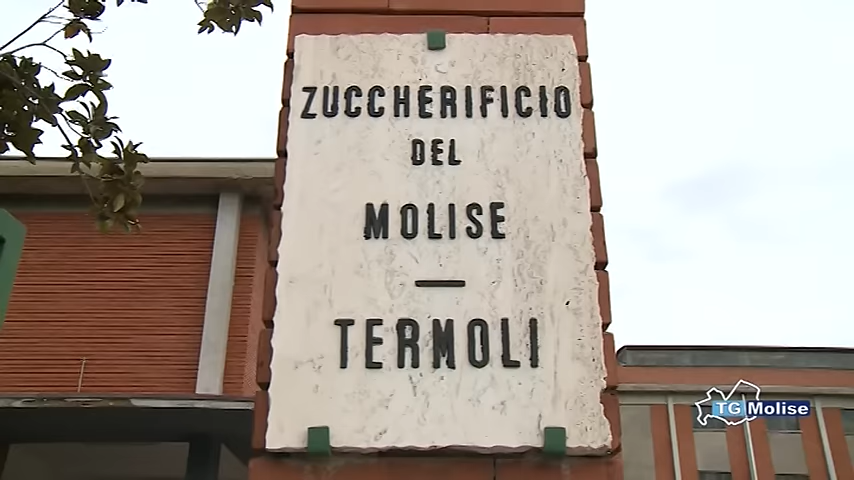 ZUCCHERIFICIO
DEL
MOLISE
—
TERMOLI
TG Molise